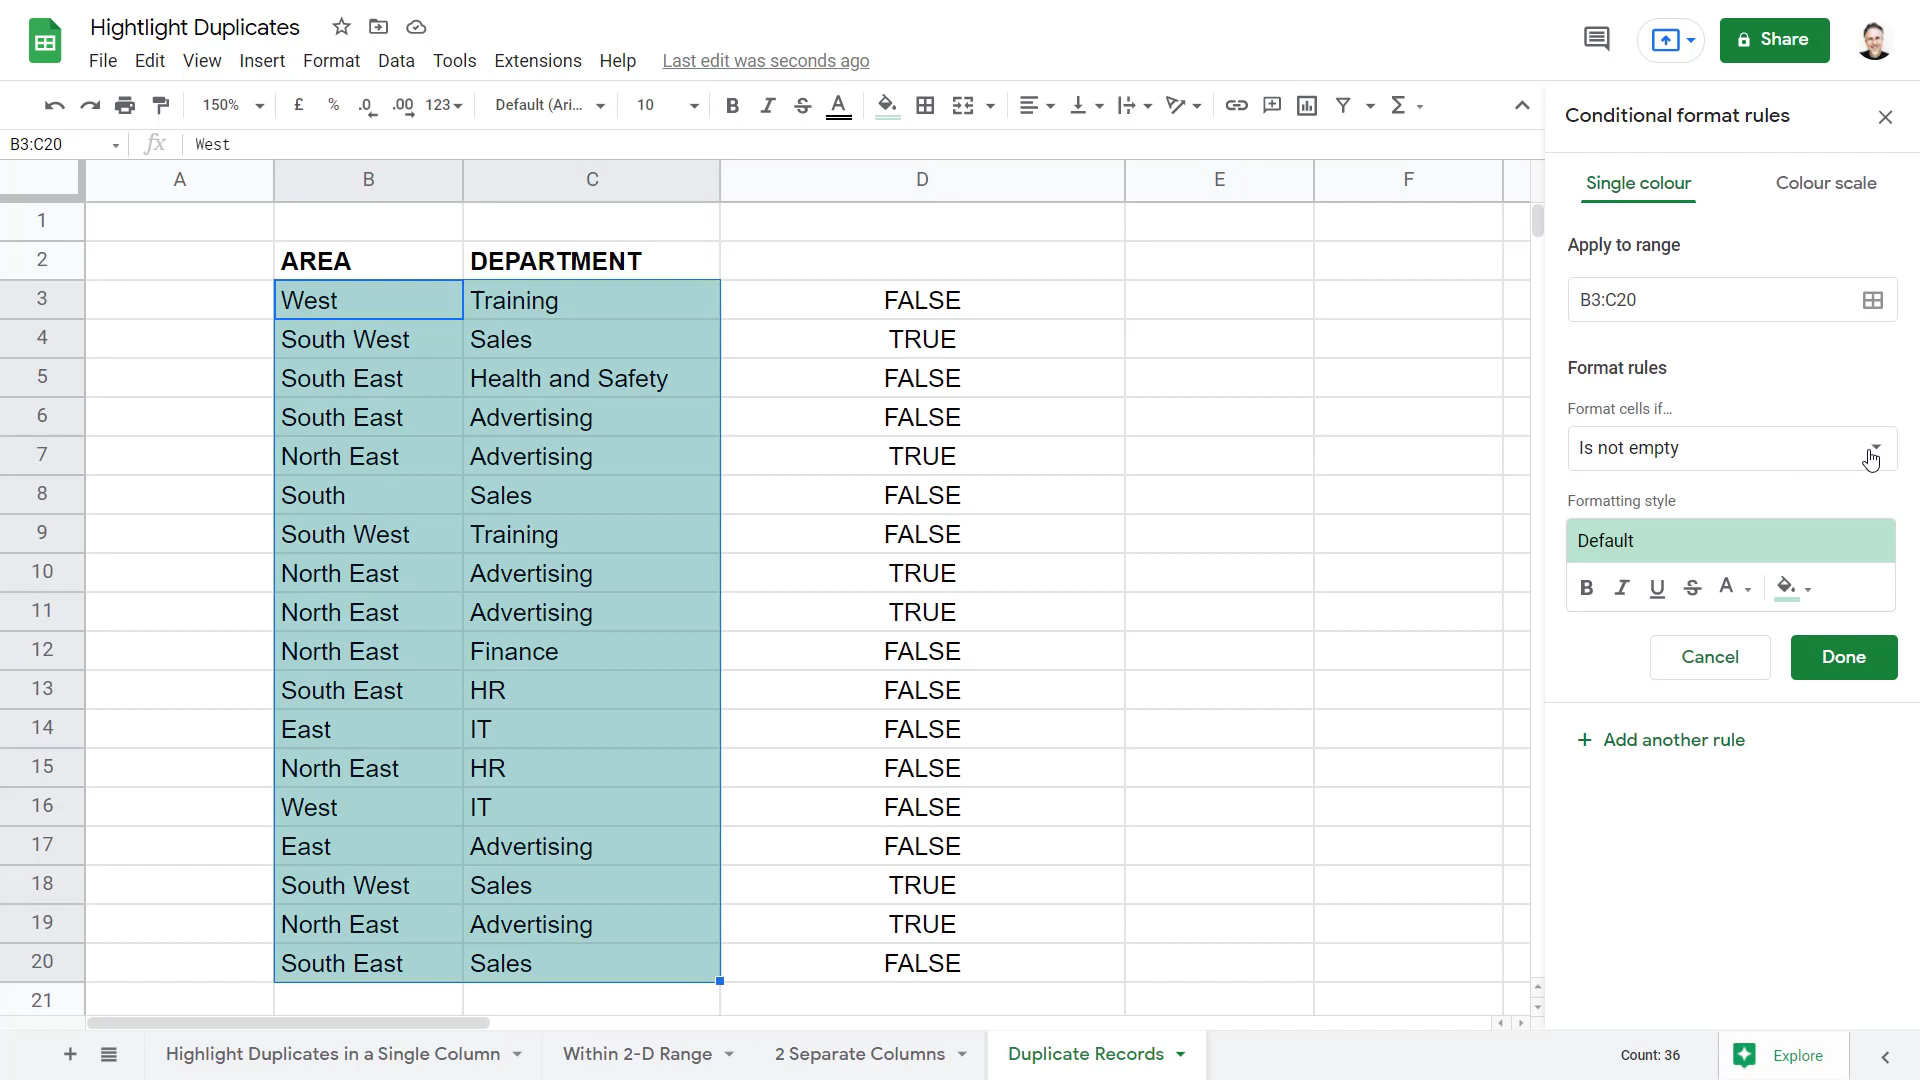 Hightlight Duplicates
File Edit View Insert Format Data Tools Extensions Help Last edit was seconds ago
Share
150% £ % .0 .00 123 Default (Ari... 10 B I S A
B3:C20 fx West
A B C D E F
1
2 AREA DEPARTMENT
3 West Training FALSE
4 South West Sales TRUE
5 South East Health and Safety FALSE
6 South East Advertising FALSE
7 North East Advertising TRUE
8 South Sales FALSE
9 South West Training FALSE
10 North East Advertising TRUE
11 North East Advertising TRUE
12 North East Finance FALSE
13 South East HR FALSE
14 East IT FALSE
15 North East HR FALSE
16 West IT FALSE
17 East Advertising FALSE
18 South West Sales TRUE
19 North East Advertising TRUE
20 South East Sales FALSE
21
Conditional format rules
Single colour Colour scale
Apply to range
B3:C20
Format rules
Format cells if…
Is not empty
Formatting style
Default
B I U S A
Cancel Done
+ Add another rule
Highlight Duplicates in a Single Column Within 2-D Range 2 Separate Columns Duplicate Records Count: 36 Explore